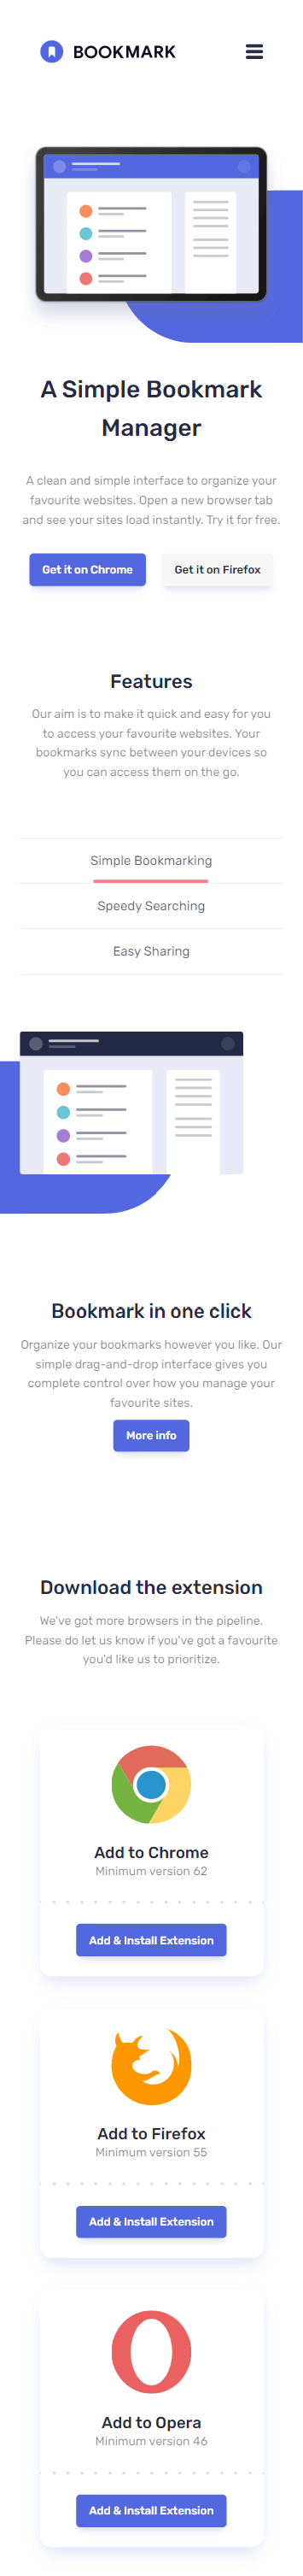 BOOKMARK
A Simple Bookmark
Manager
A clean and simple interface to organize your
favourite websites. Open a new browser tab
and see your sites load instantly. Try it for free.
Get it on Chrome
Get it on Firefox
Features
Our aim is to make it quick and easy for you
to access your favourite websites. Your
bookmarks sync between your devices so
you can access them on the go.
Simple Bookmarking
Speedy Searching
Easy Sharing
Bookmark in one click
Organize your bookmarks however you like. Our
simple drag-and-drop interface gives you
complete control over how you manage your
favourite sites.
More info
Download the extension
We've got more browsers in the pipeline.
Please do let us know if you've got a favourite
you'd like us to prioritize.
Add to Chrome
Minimum version 62
Add & Install Extension
Add to Firefox
Minimum version 55
Add & Install Extension
Add to Opera
Minimum version 46
Add & Install Extension